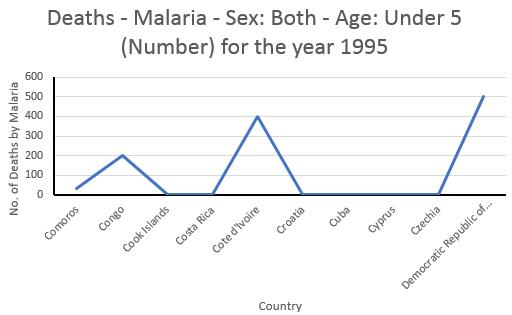 Deaths - Malaria - Sex: Both - Age: Under 5
(Number) for the year 1995
No. of Deaths by Malaria
600
500
400
300
200
100
0
Comoros
Congo
Cook Islands
Costa Rica
Cote d'Ivoire
Croatia
Cuba
Cyprus
Czechia
Democratic Republic of...
Country